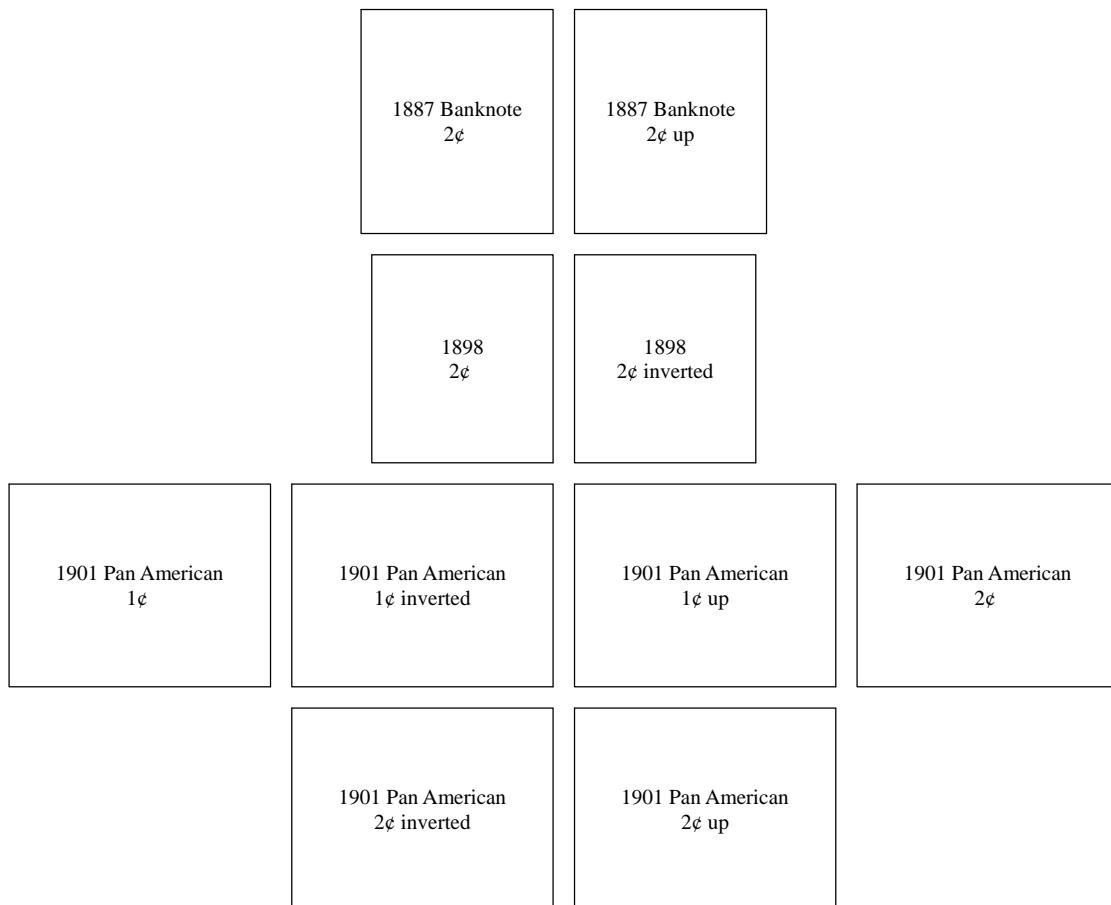 1887 Banknote
2¢
1887 Banknote
2¢ up
1898
2¢
1898
2¢ inverted
1901 Pan American
1¢
1901 Pan American
1¢ inverted
1901 Pan American
1¢ up
1901 Pan American
2¢
1901 Pan American
2¢ inverted
1901 Pan American
2¢ up